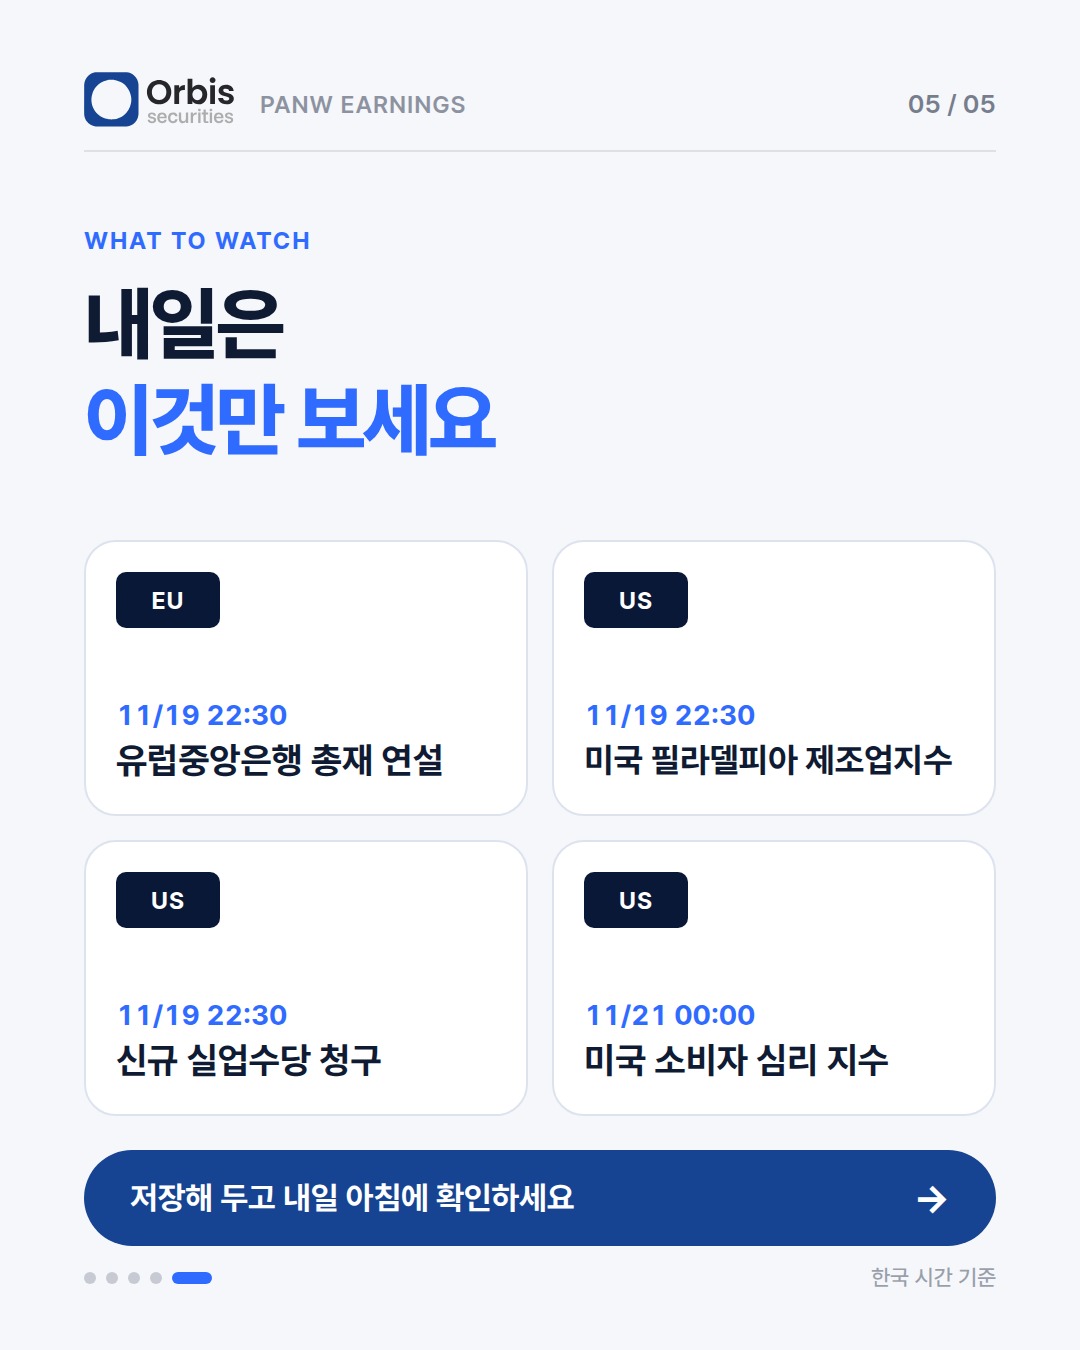 Orbis
securities
PANW EARNINGS
05 / 05
WHAT TO WATCH
내일은
이것만 보세요
EU
11/19 22:30
유럽중앙은행 총재 연설
US
11/19 22:30
미국 필라델피아 제조업지수
US
11/19 22:30
신규 실업수당 청구
US
11/21 00:00
미국 소비자 심리 지수
저장해 두고 내일 아침에 확인하세요 →
한국 시간 기준